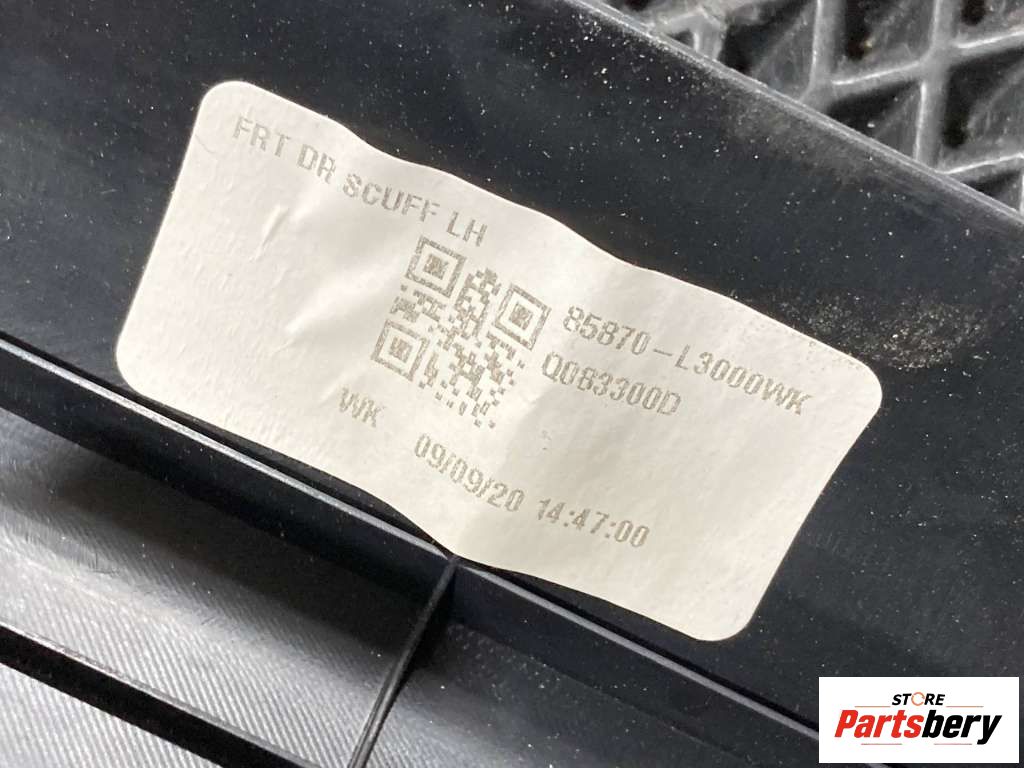 FRT DR SCUFF LH
85870-L3000WK
Q083300D
WK 09/09/20 14:47:00
STORE
Partsbery